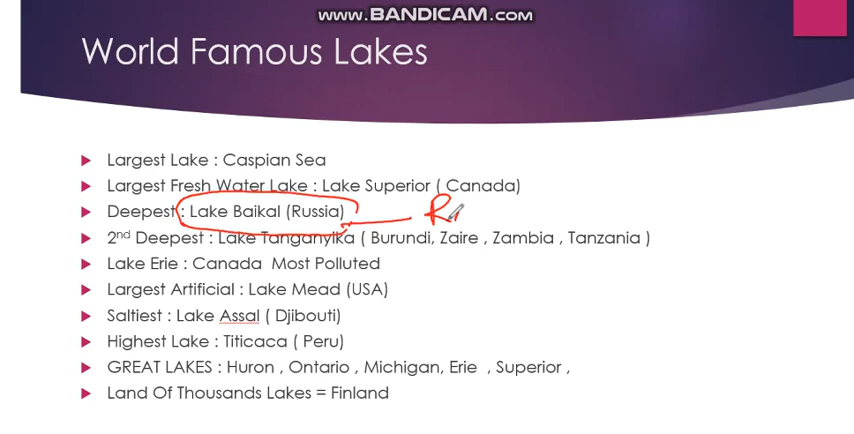 www.BANDICAM.com
World Famous Lakes
Largest Lake : Caspian Sea
Largest Fresh Water Lake : Lake Superior ( Canada)
Deepest : Lake Baikal (Russia)
2nd Deepest : Lake Tanganyika ( Burundi, Zaire , Zambia , Tanzania )
Lake Erie : Canada Most Polluted
Largest Artificial : Lake Mead (USA)
Saltiest : Lake Assal ( Djibouti)
Highest Lake : Titicaca ( Peru)
GREAT LAKES : Huron , Ontario , Michigan, Erie , Superior ,
Land Of Thousands Lakes = Finland